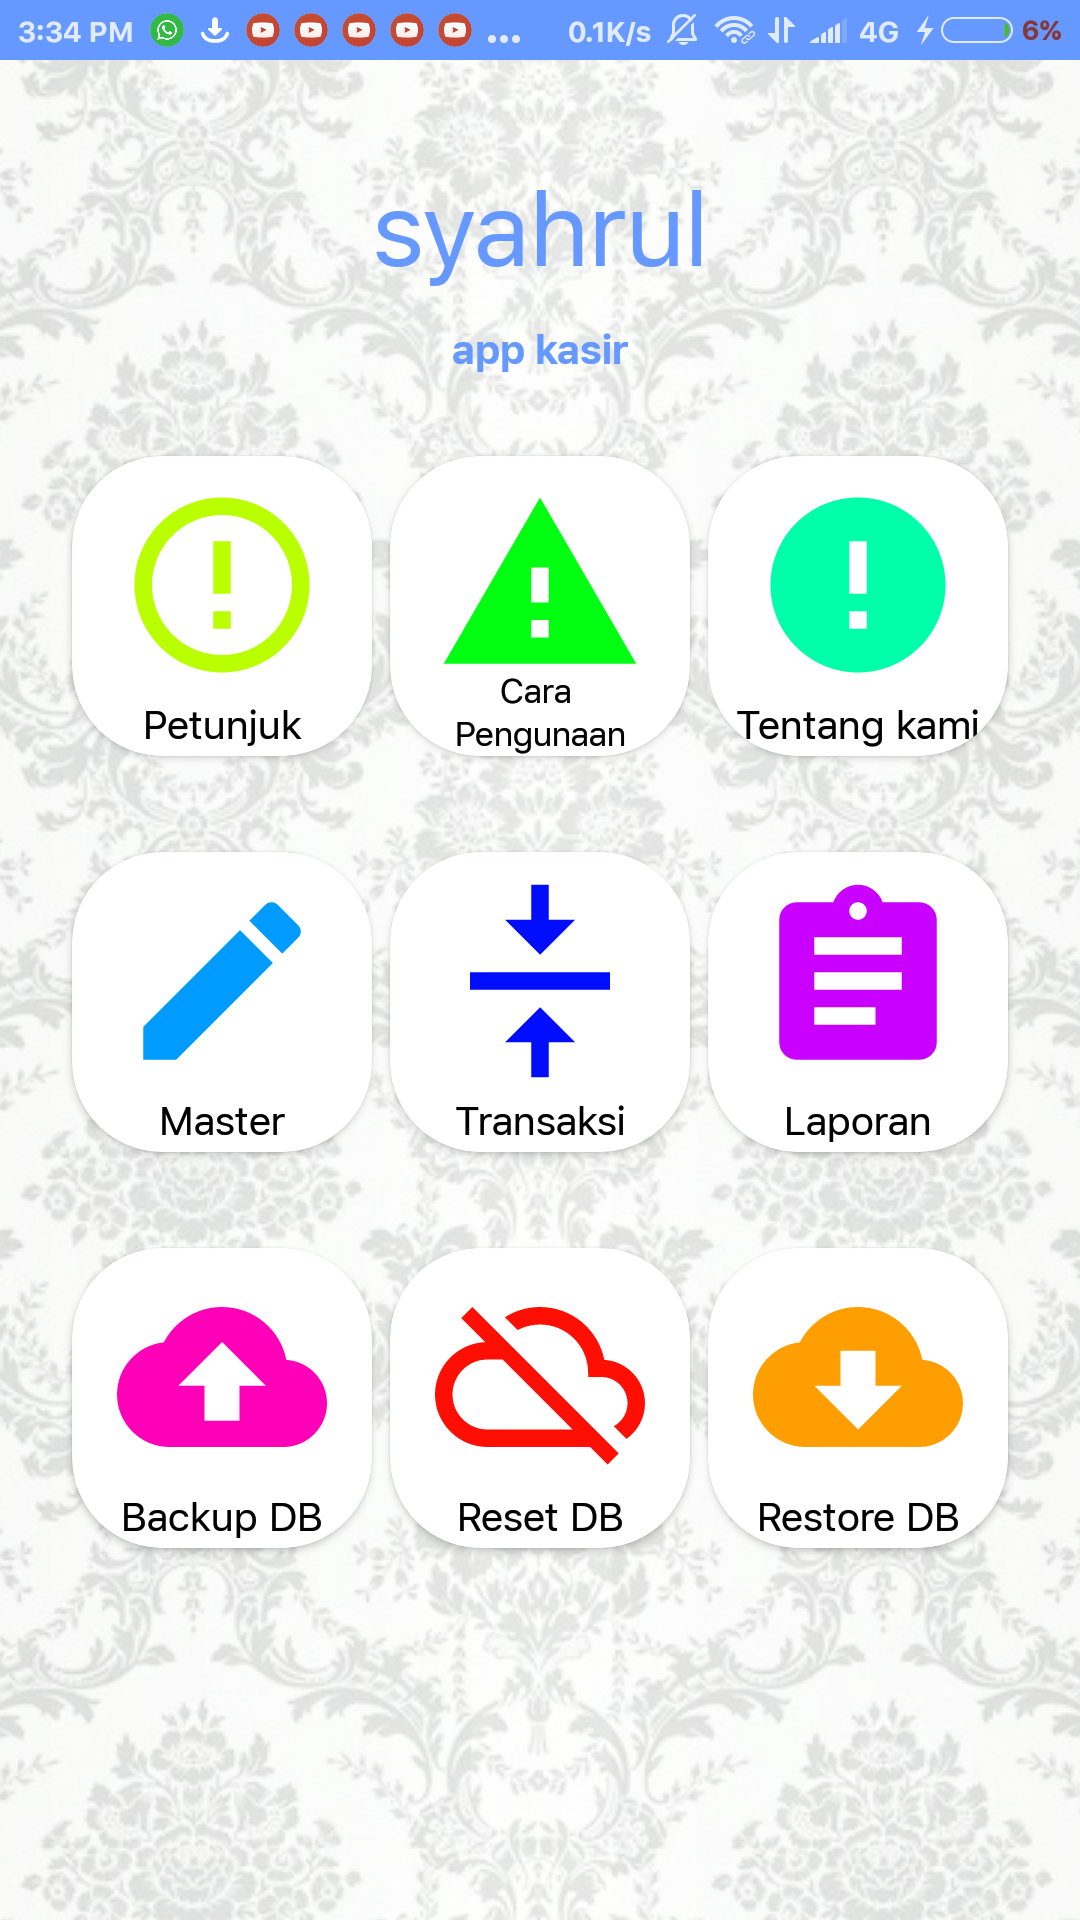 3:34 PM ... 0.1K/s 4G 6%
syahrul
app kasir
Petunjuk
Cara
Pengunaan
Tentang kami
Master
Transaksi
Laporan
Backup DB
Reset DB
Restore DB